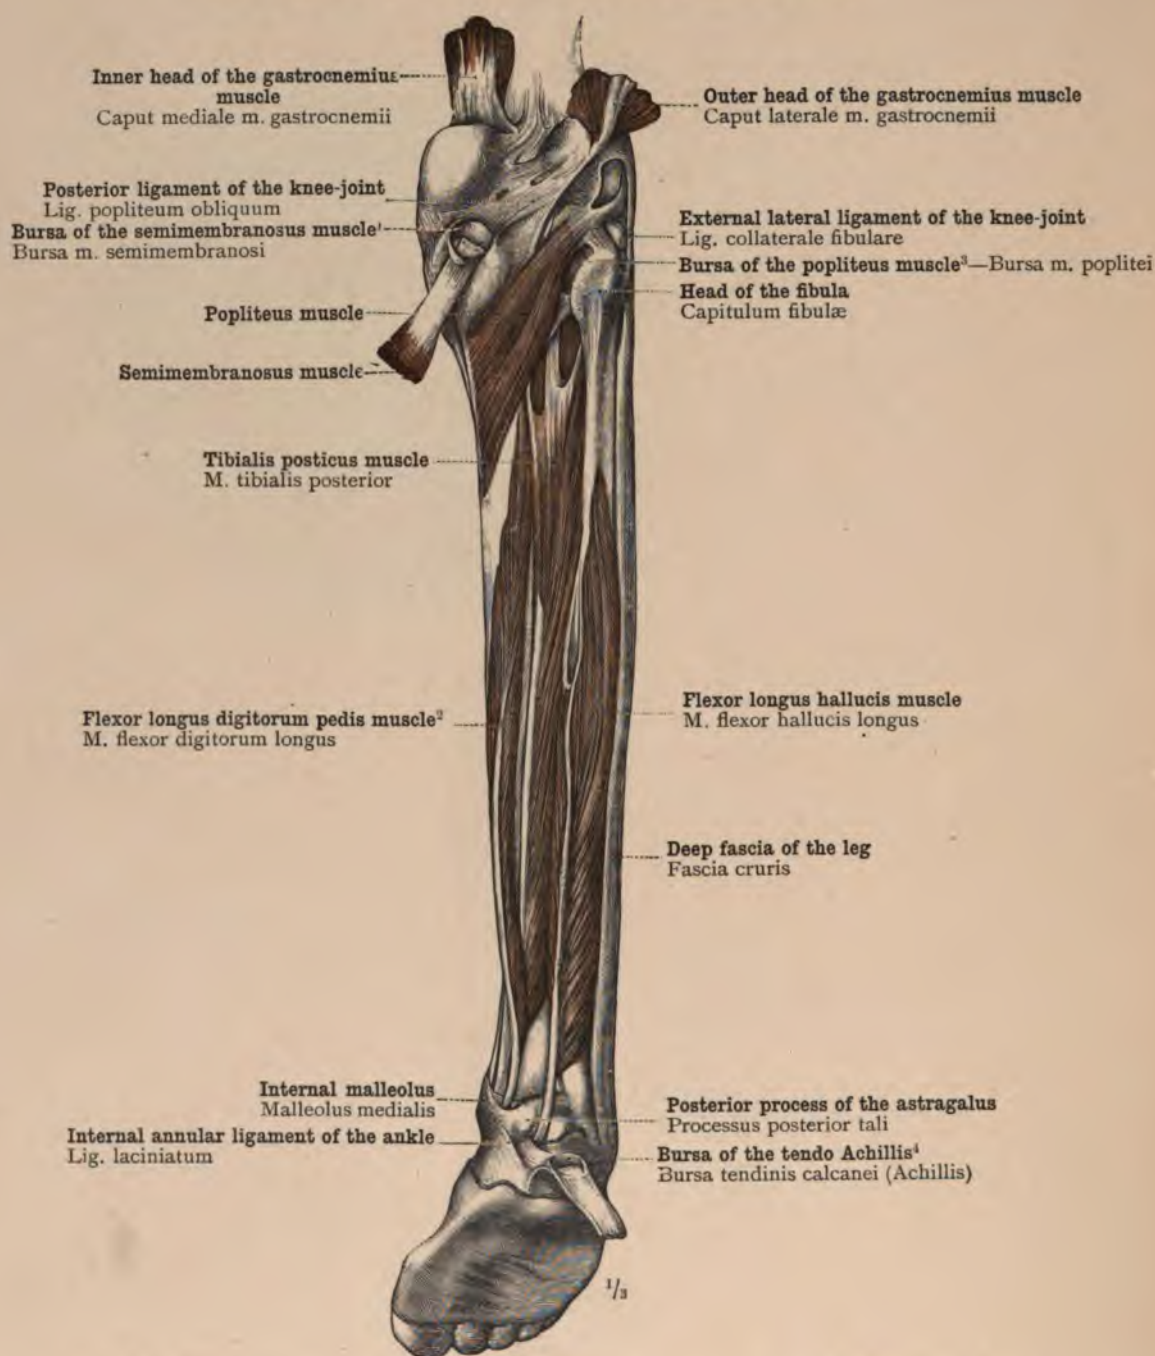 Inner head of the gastrocnemius
muscle
Caput mediale m. gastrocnemii
Outer head of the gastrocnemius muscle
Caput laterale m. gastrocnemii
Posterior ligament of the knee-joint
Lig. popliteum obliquum
Bursa of the semimembranosus muscle¹
Bursa m. semimembranosi
External lateral ligament of the knee-joint
Lig. collaterale fibulare
Bursa of the popliteus muscle³—Bursa m. poplitei
Head of the fibula
Capitulum fibulæ
Popliteus muscle
Semimembranosus muscle
Tibialis posticus muscle
M. tibialis posterior
Flexor longus digitorum pedis muscle²
M. flexor digitorum longus
Flexor longus hallucis muscle
M. flexor hallucis longus
Deep fascia of the leg
Fascia cruris
Internal malleolus
Malleolus medialis
Internal annular ligament of the ankle
Lig. laciniatum
Posterior process of the astragalus
Processus posterior tali
Bursa of the tendo Achillis⁴
Bursa tendinis calcanei (Achillis)
1/3